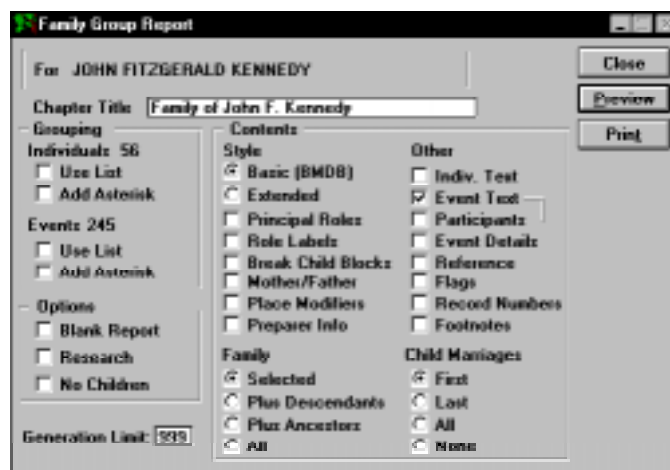 Family Group Report
For JOHN FITZGERALD KENNEDY
Close
Chapter Title Family of John F. Kennedy
Preview
Print
Grouping
Individuals 56
Use List
Add Asterisk
Events 245
Use List
Add Asterisk
Options
Blank Report
Research
No Children
Generation Limit: 999
Contents
Style
Basic (BMDB)
Extended
Principal Roles
Role Labels
Break Child Blocks
Mother/Father
Place Modifiers
Preparer Info
Other
Indiv. Text
Event Text
Participants
Event Details
Reference
Flags
Record Numbers
Footnotes
Family
Selected
Plus Descendants
Plus Ancestors
All
Child Marriages
First
Last
All
None